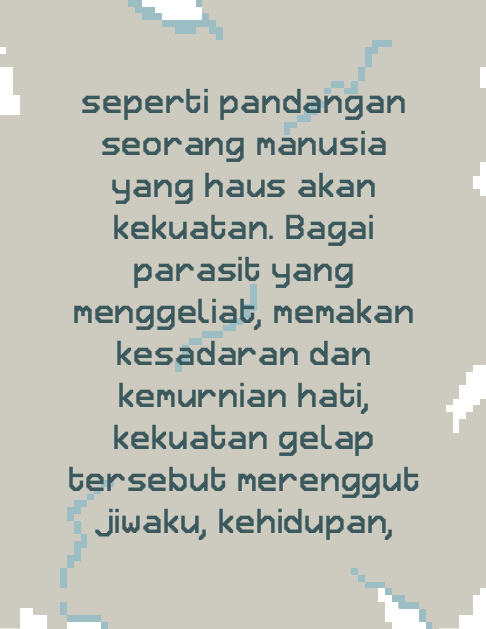 seperti pandangan
seorang manusia
yang haus akan
kekuatan. Bagai
parasit yang
menggeliat, memakan
kesadaran dan
kemurnian hati,
kekuatan gelap
tersebut merenggut
jiwaku, kehidupan,